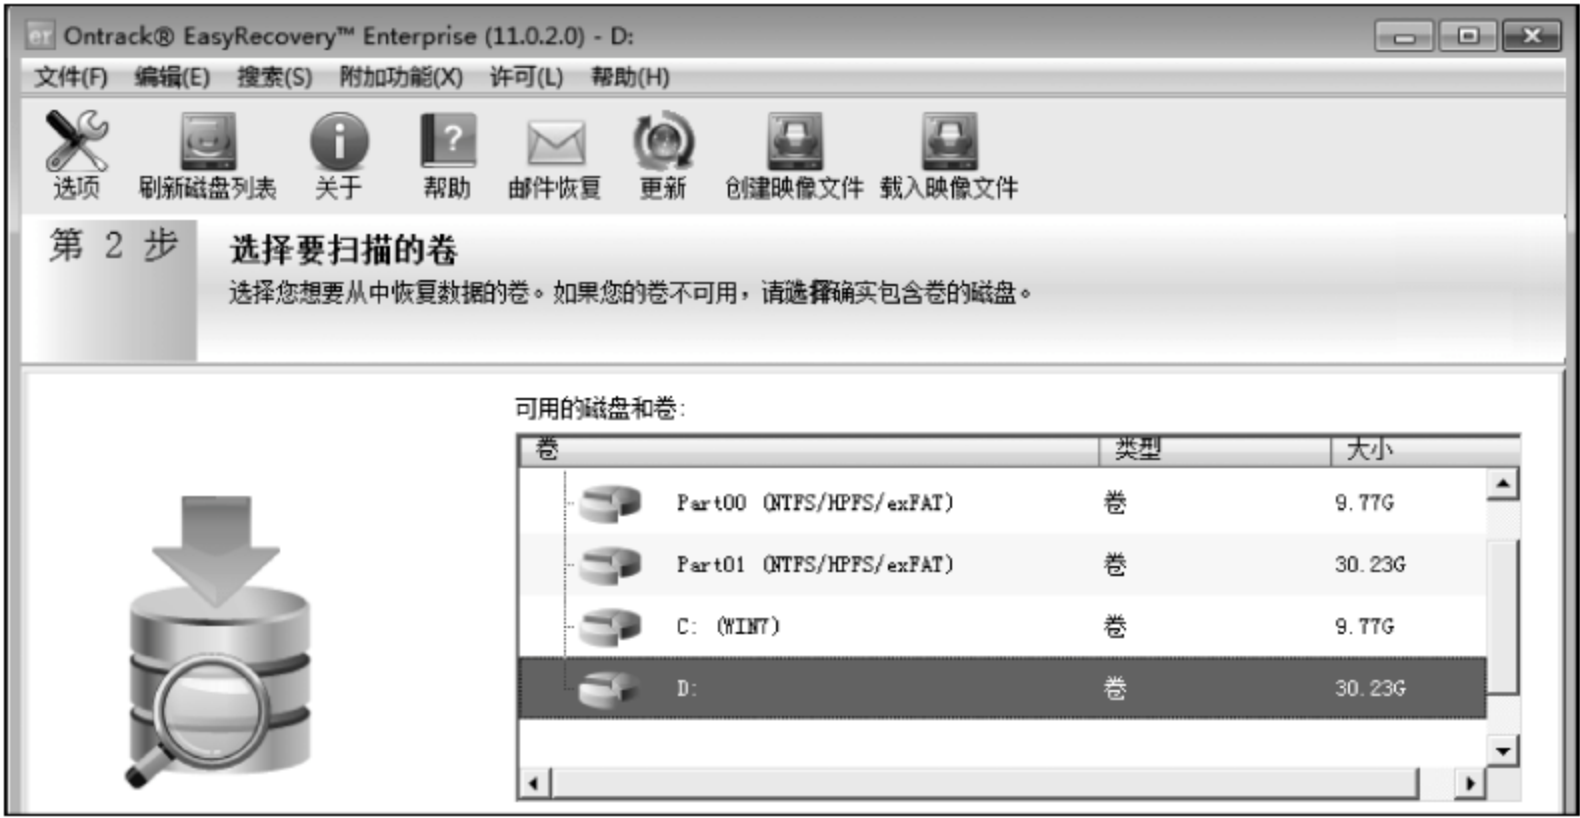 Ontrack® EasyRecovery™ Enterprise (11.0.2.0) - D:
文件(F) 编辑(E) 搜索(S) 附加功能(X) 许可(L) 帮助(H)
选项 刷新磁盘列表 关于 帮助 邮件恢复 更新 创建映像文件 载入映像文件
第 2 步
选择要扫描的卷
选择您想要从中恢复数据的卷。如果您的卷不可用，请选择确实包含卷的磁盘。
可用的磁盘和卷:
卷 类型 大小
Part00 (NTFS/HPFS/exFAT) 卷 9.77G
Part01 (NTFS/HPFS/exFAT) 卷 30.23G
C: (WIN7) 卷 9.77G
D: 卷 30.23G